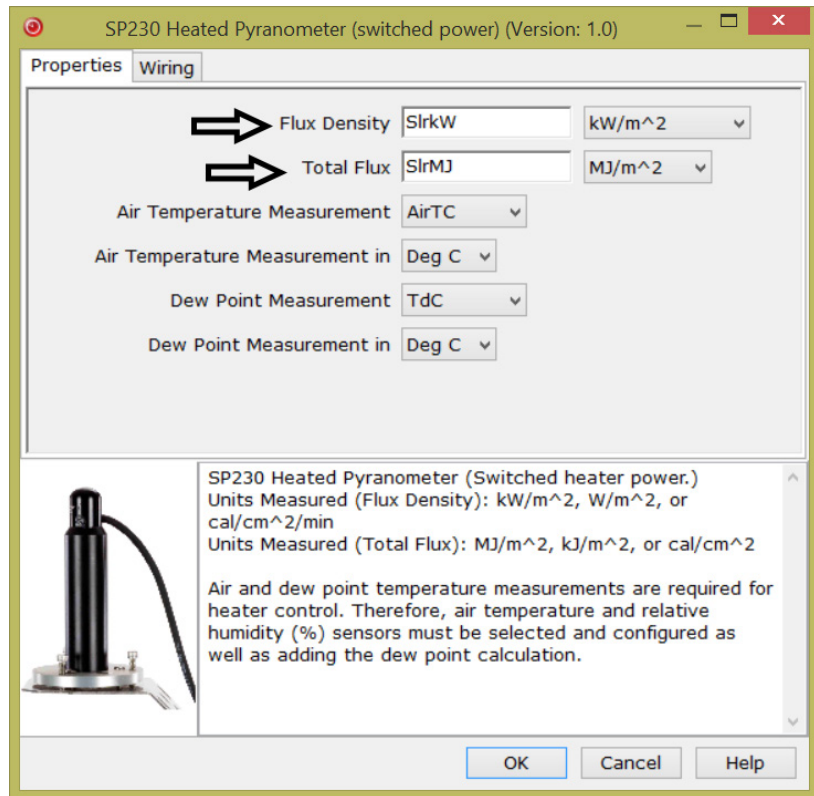 SP230 Heated Pyranometer (switched power) (Version: 1.0)
Properties Wiring
Flux Density SlrkW kW/m^2
Total Flux SlrMJ MJ/m^2
Air Temperature Measurement AirTC
Air Temperature Measurement in Deg C
Dew Point Measurement TdC
Dew Point Measurement in Deg C
SP230 Heated Pyranometer (Switched heater power.)
Units Measured (Flux Density): kW/m^2, W/m^2, or
cal/cm^2/min
Units Measured (Total Flux): MJ/m^2, kJ/m^2, or cal/cm^2
Air and dew point temperature measurements are required for
heater control. Therefore, air temperature and relative
humidity (%) sensors must be selected and configured as
well as adding the dew point calculation.
OK Cancel Help